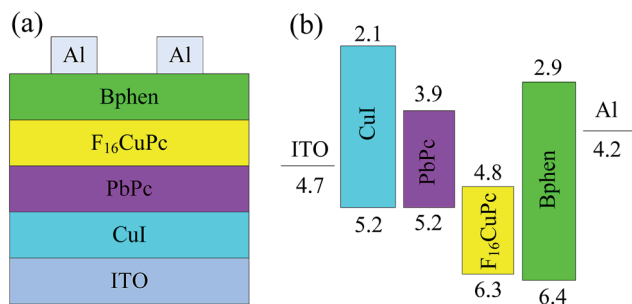 (a)
Al Al
Bphen
F₁₆CuPc
PbPc
CuI
ITO
(b)
ITO
4.7
2.1
CuI
5.2
3.9
PbPc
5.2
4.8
F₁₆CuPc
6.3
2.9
Bphen
6.4
Al
4.2